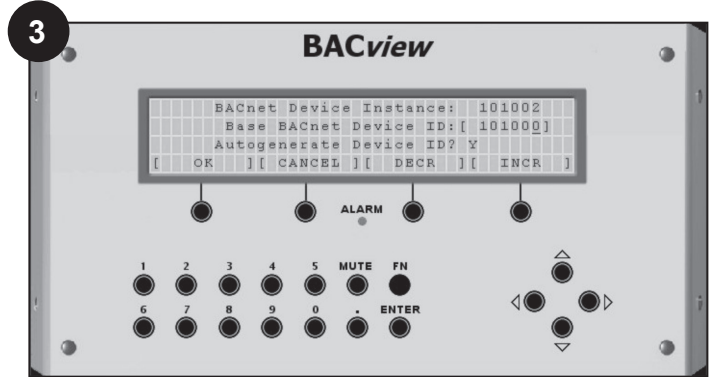 3
BACview
BACnet Device Instance: 101002
Base BACnet Device ID:[ 101000]
Autogenerate Device ID? Y
[ OK ][ CANCEL ][ DECR ][ INCR ]
ALARM
1 2 3 4 5 MUTE FN
6 7 8 9 0 . ENTER